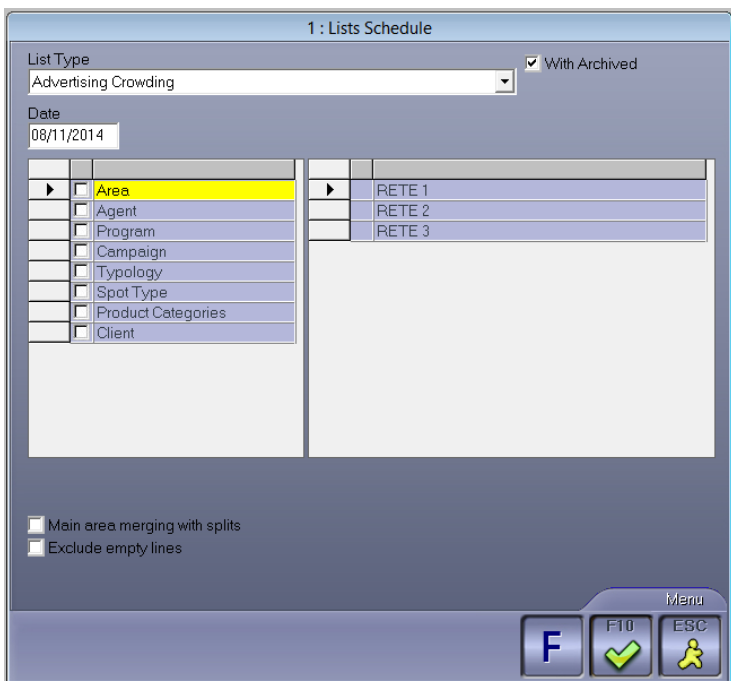 1 : Lists Schedule
List Type
With Archived
Advertising Crowding
Date
08/11/2014
Area
RETE 1
Agent
RETE 2
Program
RETE 3
Campaign
Typology
Spot Type
Product Categories
Client
Main area merging with splits
Exclude empty lines
Menu
F
F10
ESC